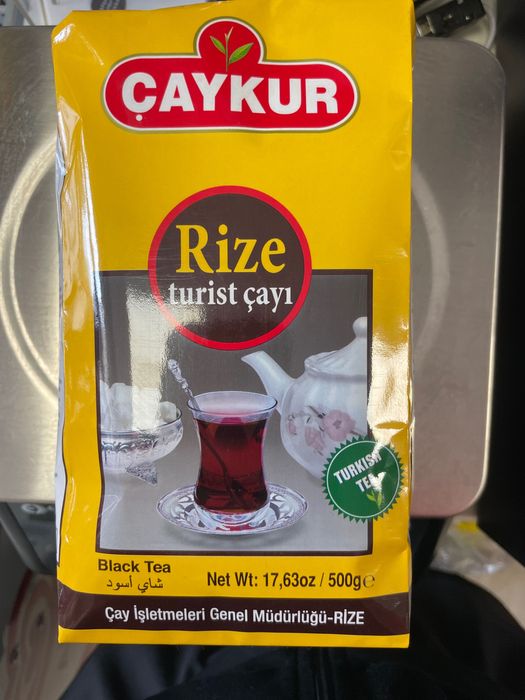 ÇAYKUR
Rize
turist çayı
TURKISH
TEA
Black Tea
شاي أسود
Net Wt: 17,63oz / 500g℮
Çay İşletmeleri Genel Müdürlüğü-RİZE